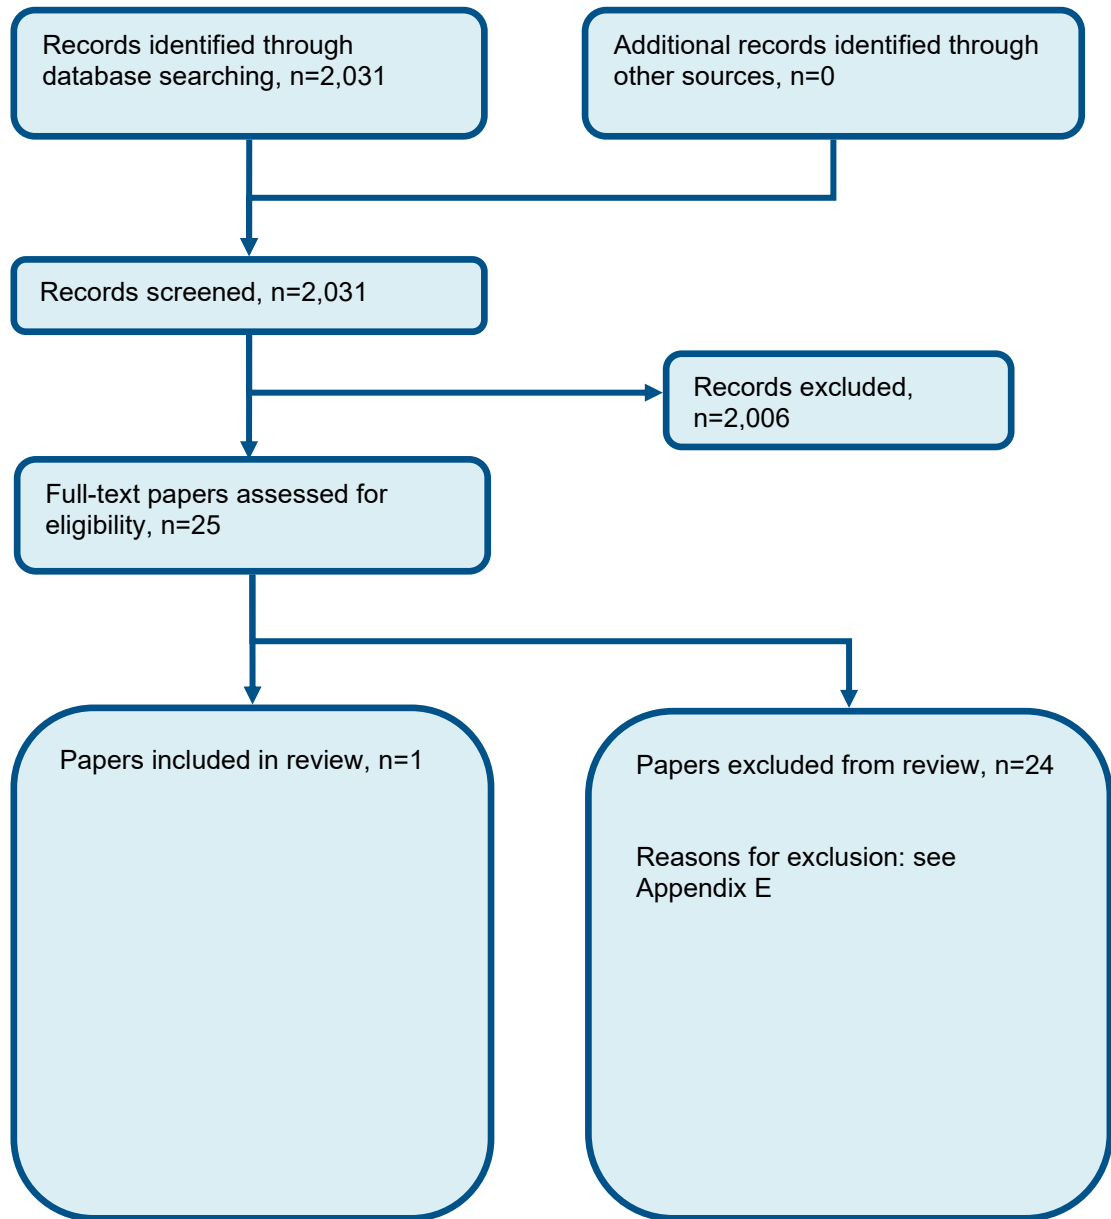 Records identified through
database searching, n=2,031
Additional records identified through
other sources, n=0
Records screened, n=2,031
Records excluded,
n=2,006
Full-text papers assessed for
eligibility, n=25
Papers included in review, n=1
Papers excluded from review, n=24
Reasons for exclusion: see
Appendix E